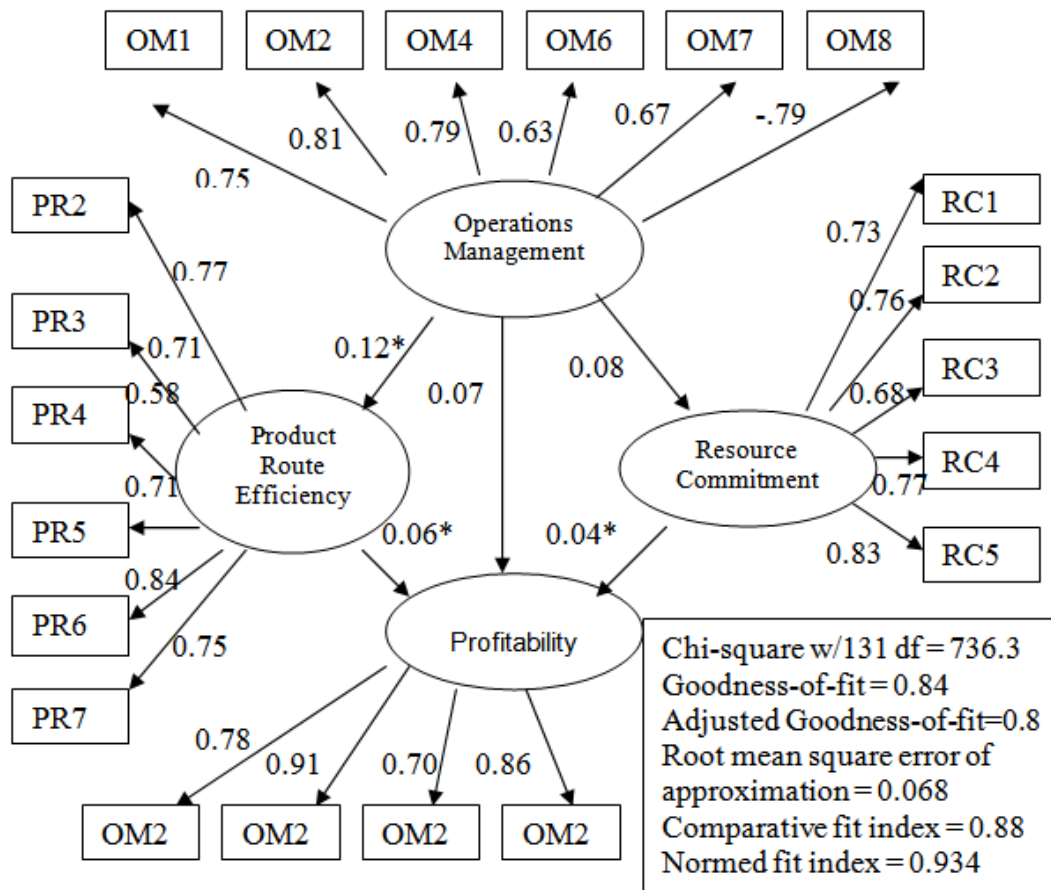 OM1 OM2 OM4 OM6 OM7 OM8
0.75 0.81 0.79 0.63 0.67 -.79
Operations
Management
PR2
PR3
PR4
PR5
PR6
PR7
0.77
0.71
0.58
0.71
0.84
0.75
Product
Route
Efficiency
0.12*
0.07
0.08
RC1
RC2
RC3
RC4
RC5
0.73
0.76
0.68
0.77
0.83
Resource
Commitment
0.06*
0.04*
Profitability
0.78 0.91 0.70 0.86
OM2 OM2 OM2 OM2
Chi-square w/131 df = 736.3
Goodness-of-fit = 0.84
Adjusted Goodness-of-fit=0.8
Root mean square error of
approximation = 0.068
Comparative fit index = 0.88
Normed fit index = 0.934